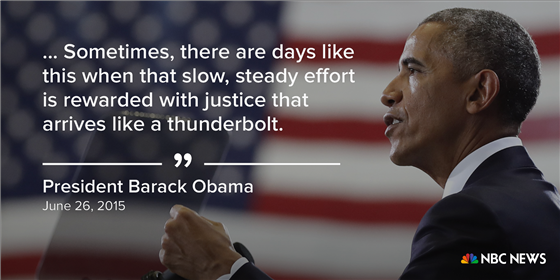 ... Sometimes, there are days like
this when that slow, steady effort
is rewarded with justice that
arrives like a thunderbolt.
”
President Barack Obama
June 26, 2015
NBC NEWS